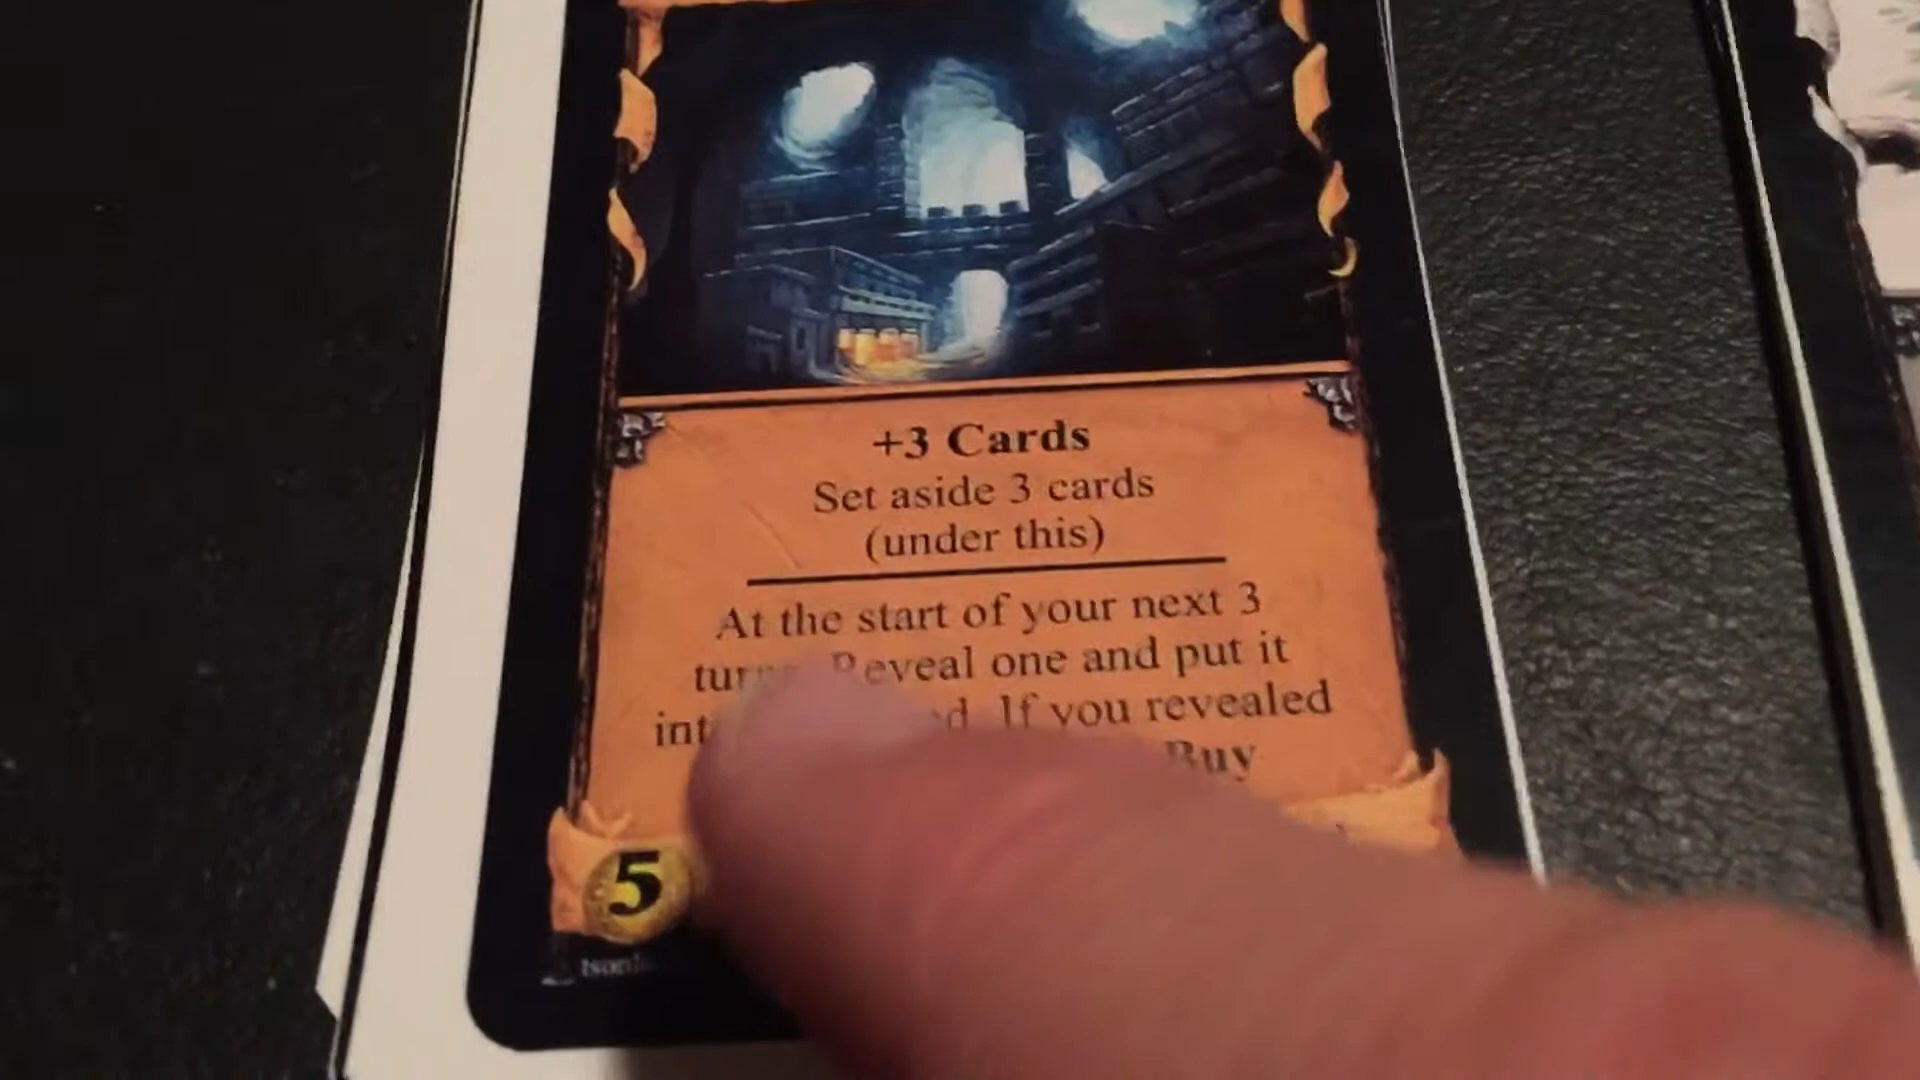 +3 Cards
Set aside 3 cards
(under this)
At the start of your next 3
Reveal one and put it
If you revealed
Buy
5